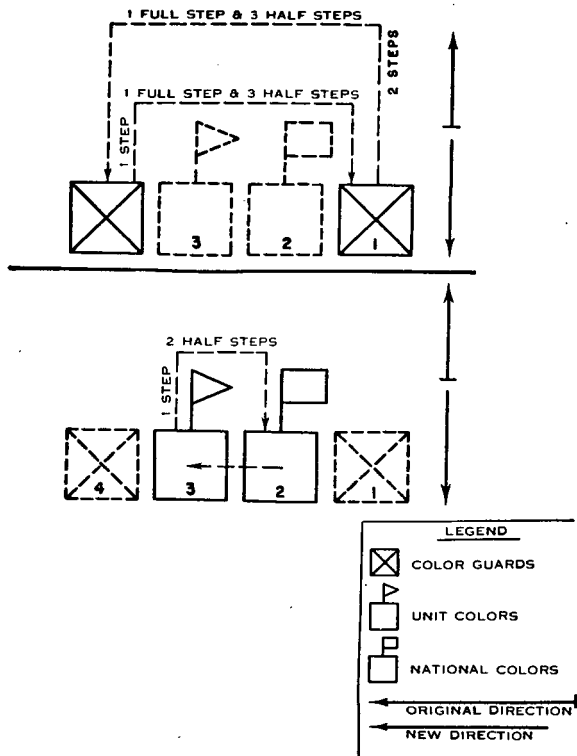 1 FULL STEP & 3 HALF STEPS
2 STEPS
1 FULL STEP & 3 HALF STEPS
1 STEP
3
2
1
2 HALF STEPS
1 STEP
4
3
2
1
LEGEND
COLOR GUARDS
UNIT COLORS
NATIONAL COLORS
ORIGINAL DIRECTION
NEW DIRECTION